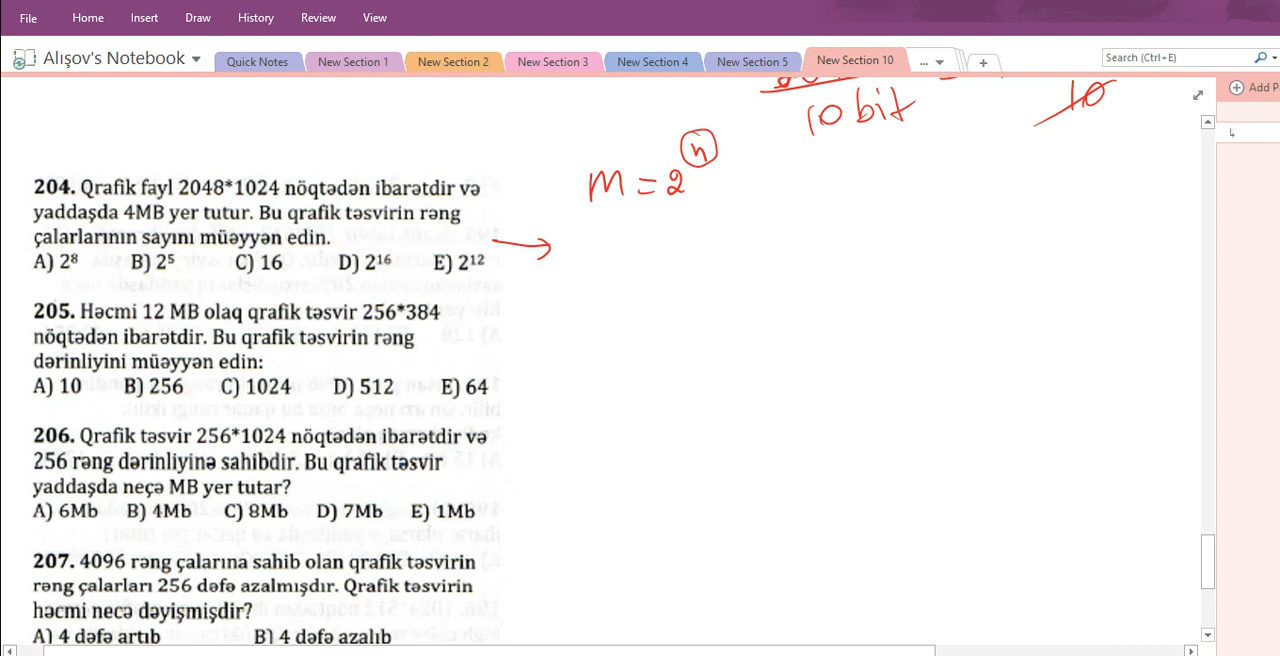 File Home Insert Draw History Review View
Alışov's Notebook Quick Notes New Section 1 New Section 2 New Section 3 New Section 4 New Section 5 New Section 10 ... + Search (Ctrl+E)
Add P
10 bit
10
M = 2ⁿ
204. Qrafik fayl 2048*1024 nöqtədən ibarətdir və
yaddaşda 4MB yer tutur. Bu qrafik təsvirin rəng
çalarlarının sayını müəyyən edin.
A) 2⁸ B) 2⁵ C) 16 D) 2¹⁶ E) 2¹²
205. Həcmi 12 MB olaq qrafik təsvir 256*384
nöqtədən ibarətdir. Bu qrafik təsvirin rəng
dərinliyini müəyyən edin:
A) 10 B) 256 C) 1024 D) 512 E) 64
206. Qrafik təsvir 256*1024 nöqtədən ibarətdir və
256 rəng dərinliyinə sahibdir. Bu qrafik təsvir
yaddaşda neçə MB yer tutar?
A) 6Mb B) 4Mb C) 8Mb D) 7Mb E) 1Mb
207. 4096 rəng çalarına sahib olan qrafik təsvirin
rəng çalarları 256 dəfə azalmışdır. Qrafik təsvirin
həcmi necə dəyişmişdir?
A) 4 dəfə artıb B) 4 dəfə azalıb